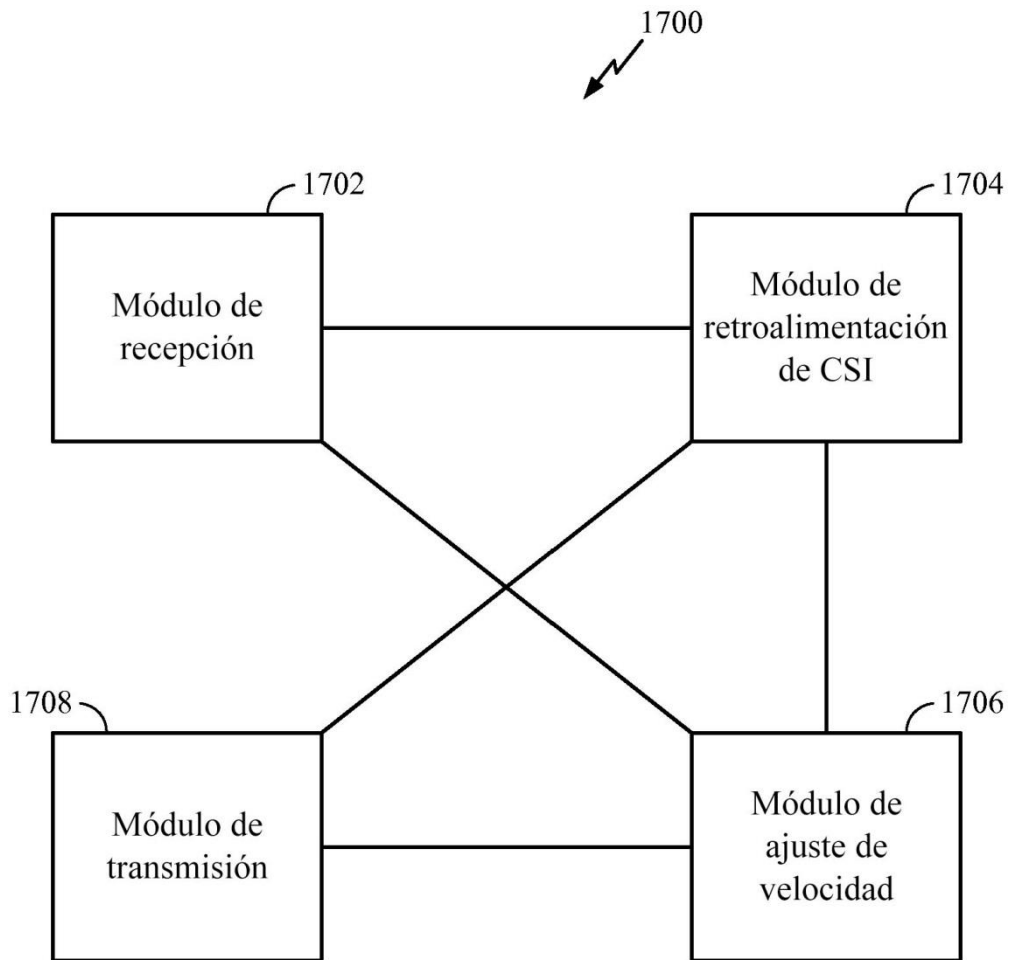 1700
1702
1704
Módulo de
recepción
Módulo de
retroalimentación
de CSI
1708
1706
Módulo de
transmisión
Módulo de
ajuste de
velocidad